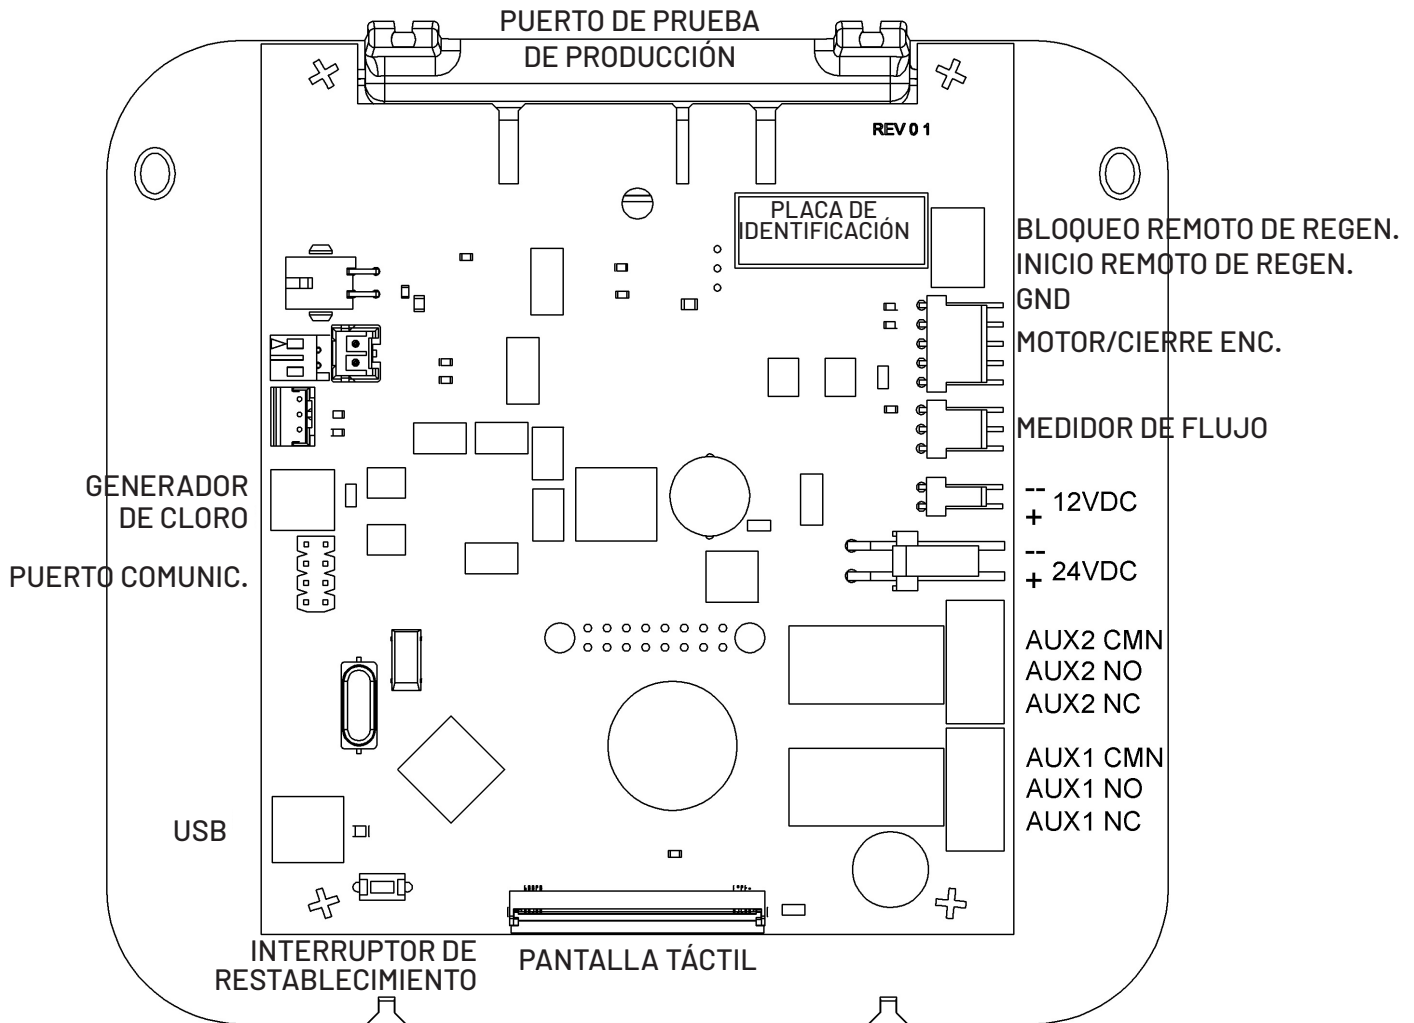 PUERTO DE PRUEBA
DE PRODUCCIÓN
REV 0 1
PLACA DE
IDENTIFICACIÓN
BLOQUEO REMOTO DE REGEN.
INICIO REMOTO DE REGEN.
GND
MOTOR/CIERRE ENC.
MEDIDOR DE FLUJO
GENERADOR
DE CLORO
-- 12VDC
+
PUERTO COMUNIC.
-- 24VDC
+
AUX2 CMN
AUX2 NO
AUX2 NC
AUX1 CMN
AUX1 NO
AUX1 NC
USB
INTERRUPTOR DE
RESTABLECIMIENTO
PANTALLA TÁCTIL